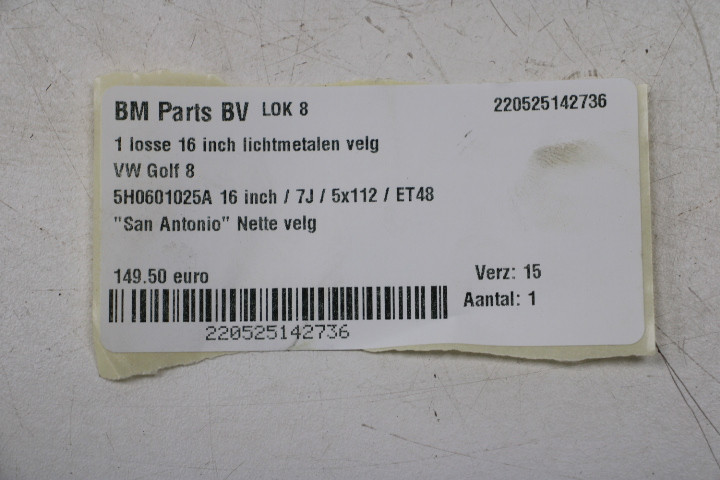 BM Parts BV LOK 8 220525142736
1 losse 16 inch lichtmetalen velg
VW Golf 8
5H0601025A 16 inch / 7J / 5x112 / ET48
"San Antonio" Nette velg
149.50 euro Verz: 15
Aantal: 1
220525142736